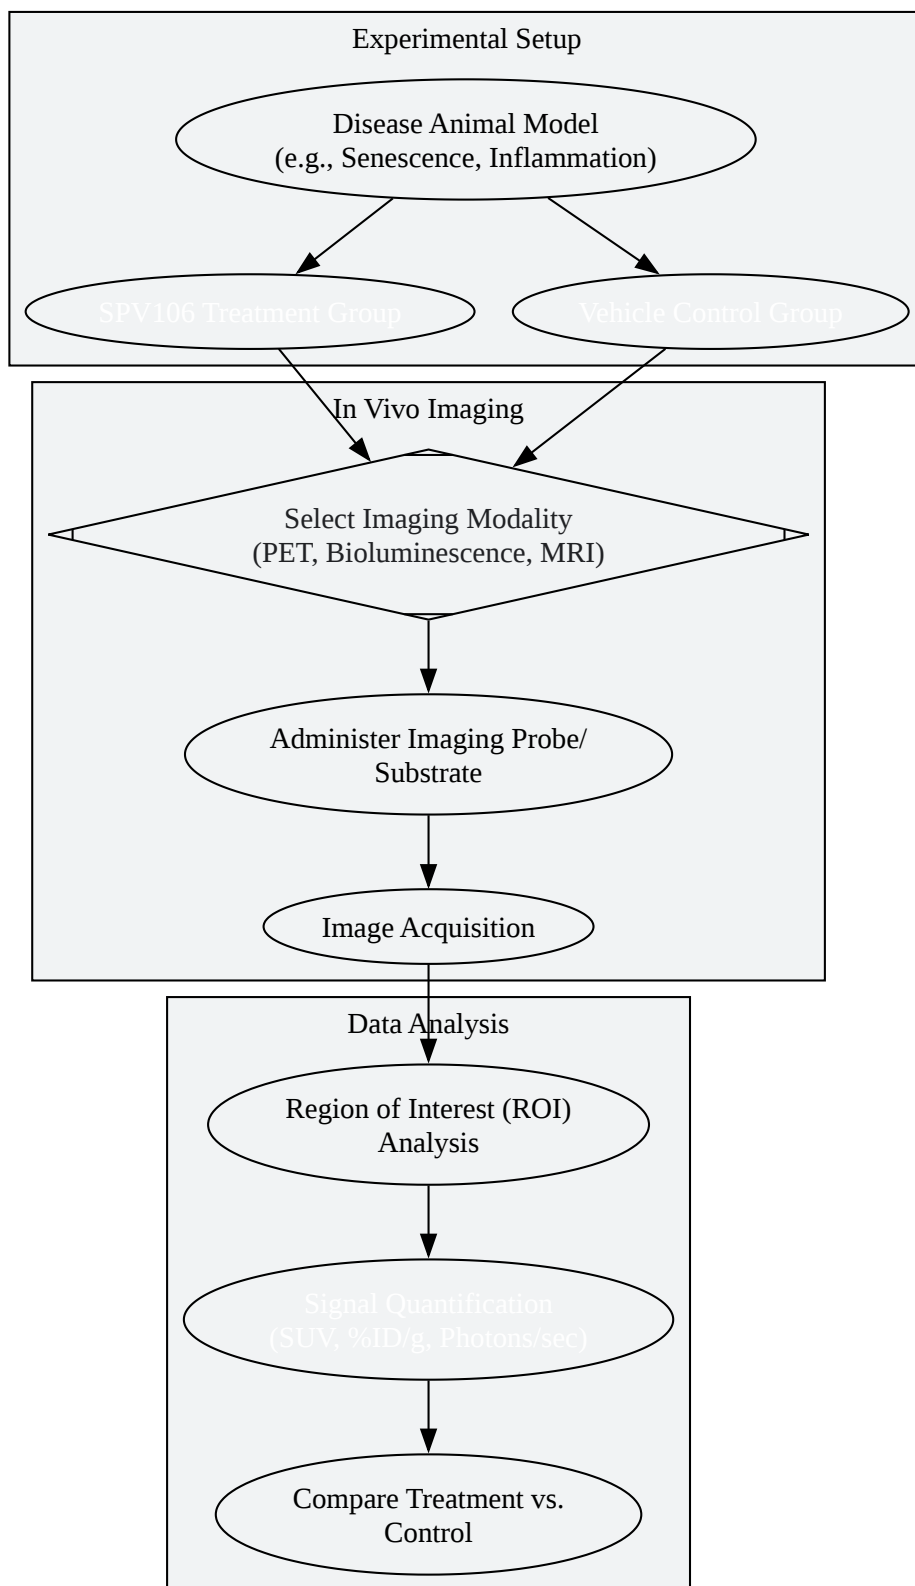 Experimental Setup
Disease Animal Model
(e.g., Senescence, Inflammation)
SPV106 Treatment Group
Vehicle Control Group
In Vivo Imaging
Select Imaging Modality
(PET, Bioluminescence, MRI)
Administer Imaging Probe/
Substrate
Image Acquisition
Data Analysis
Region of Interest (ROI)
Analysis
Signal Quantification
(SUV, %ID/g, Photons/sec)
Compare Treatment vs.
Control